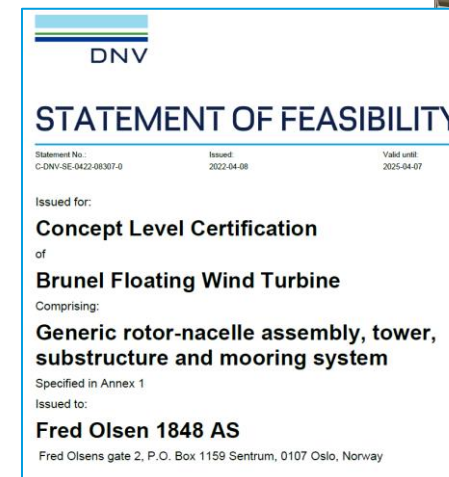 DNV
STATEMENT OF FEASIBILITY
Statement No.: Issued: Valid until:
C-DNV-SE-0422-08307-0 2022-04-08 2025-04-07
Issued for:
Concept Level Certification
of
Brunel Floating Wind Turbine
Comprising:
Generic rotor-nacelle assembly, tower,
substructure and mooring system
Specified in Annex 1
Issued to:
Fred Olsen 1848 AS
Fred Olsens gate 2, P.O. Box 1159 Sentrum, 0107 Oslo, Norway